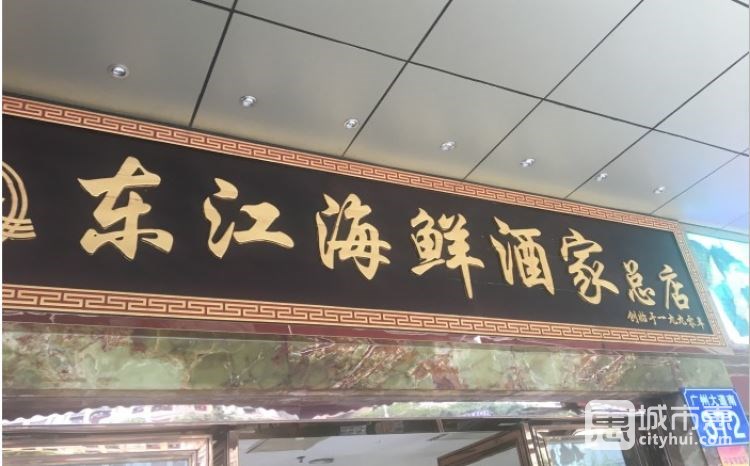 东江海鲜酒家总店
创始于一九九零年
广州大道南
城市惠
cityhui.com